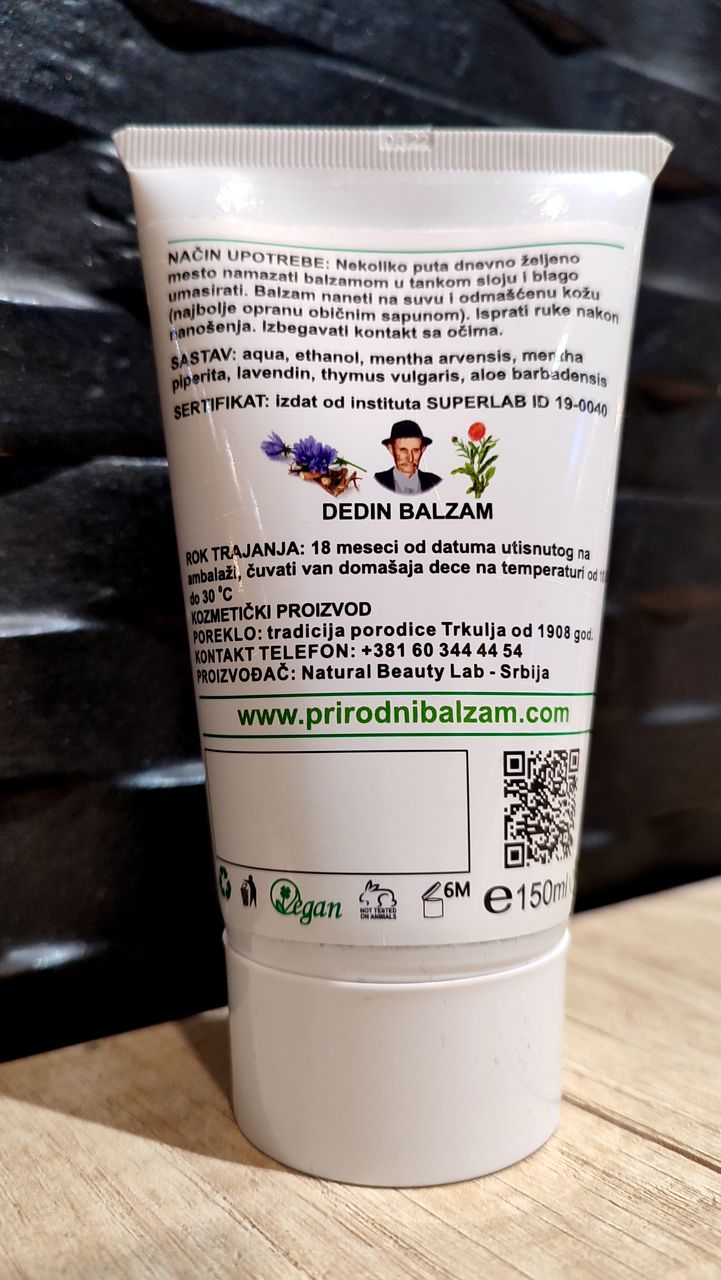 03.22
NAČIN UPOTREBE: Nekoliko puta dnevno željeno
mesto namazati balzamom u tankom sloju i blago
umasirati. Balzam naneti na suvu i odmašćenu kožu
(najbolje opranu običnim sapunom). Isprati ruke nakon
nanošenja. Izbegavati kontakt sa očima.
SASTAV: aqua, ethanol, mentha arvensis, mentha
piperita, lavendin, thymus vulgaris, aloe barbadensis
SERTIFIKAT: izdat od instituta SUPERLAB ID 19-0040
DEDIN BALZAM
ROK TRAJANJA: 18 meseci od datuma utisnutog na
ambalaži, čuvati van domašaja dece na temperaturi od
do 30 ⁰C
KOZMETIČKI PROIZVOD
POREKLO: tradicija porodice Trkulja od 1908 god.
KONTAKT TELEFON: +381 60 344 44 54
PROIZVOĐAČ: Natural Beauty Lab - Srbija
www.prirodnibalzam.com
Vegan
NOT TESTED
ON ANIMALS
6M
e 150ml